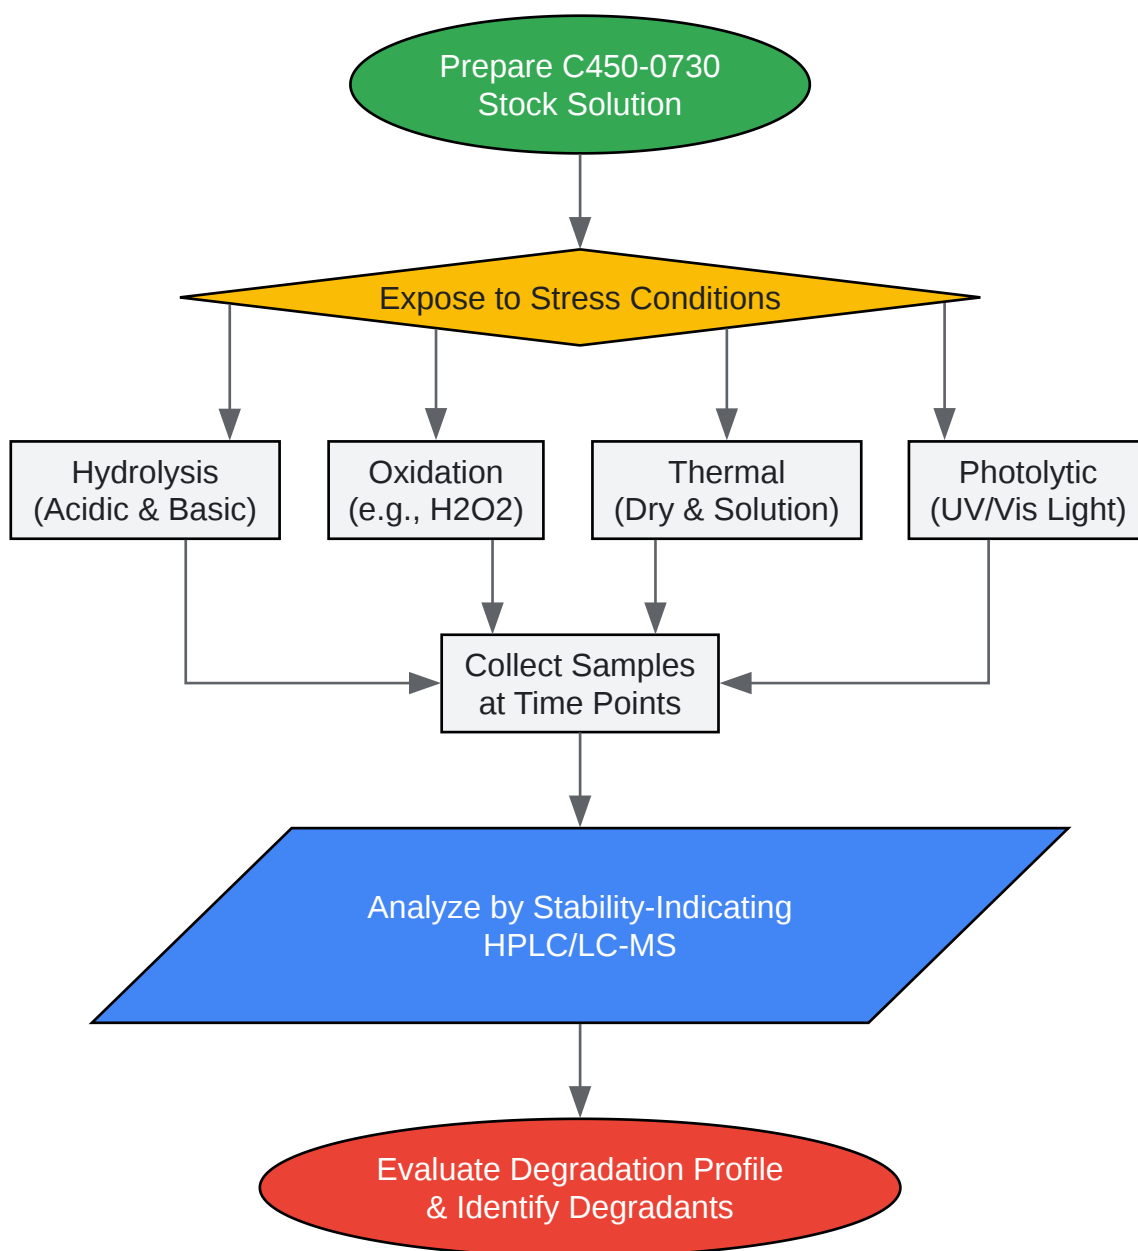 Prepare C450-0730
Stock Solution
Expose to Stress Conditions
Hydrolysis
(Acidic & Basic)
Oxidation
(e.g., H2O2)
Thermal
(Dry & Solution)
Photolytic
(UV/Vis Light)
Collect Samples
at Time Points
Analyze by Stability-Indicating
HPLC/LC-MS
Evaluate Degradation Profile
& Identify Degradants